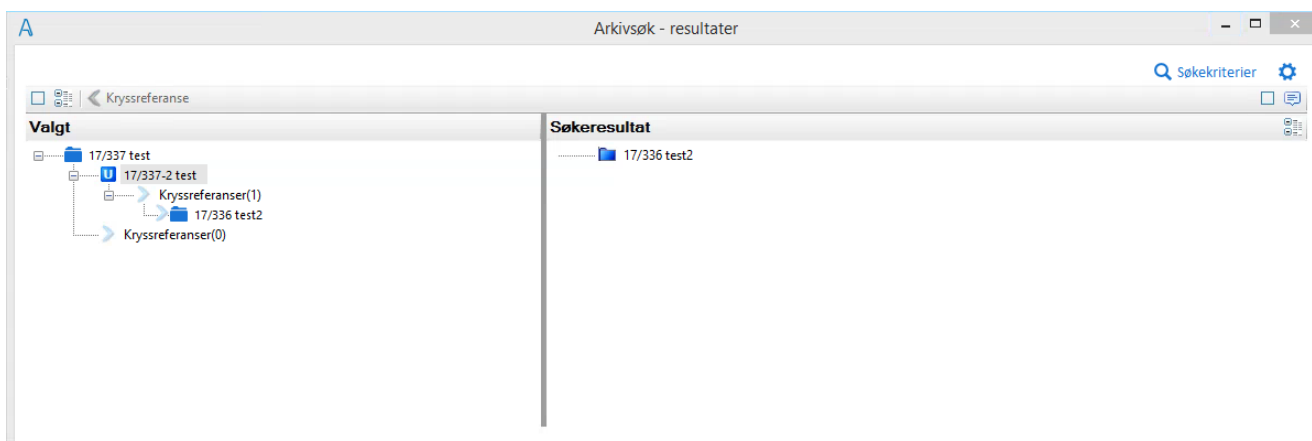 Arkivsøk - resultater
Søkekriterier
Kryssreferanse
Valgt
17/337 test
U 17/337-2 test
Kryssreferanser(1)
17/336 test2
Kryssreferanser(0)
Søkeresultat
17/336 test2